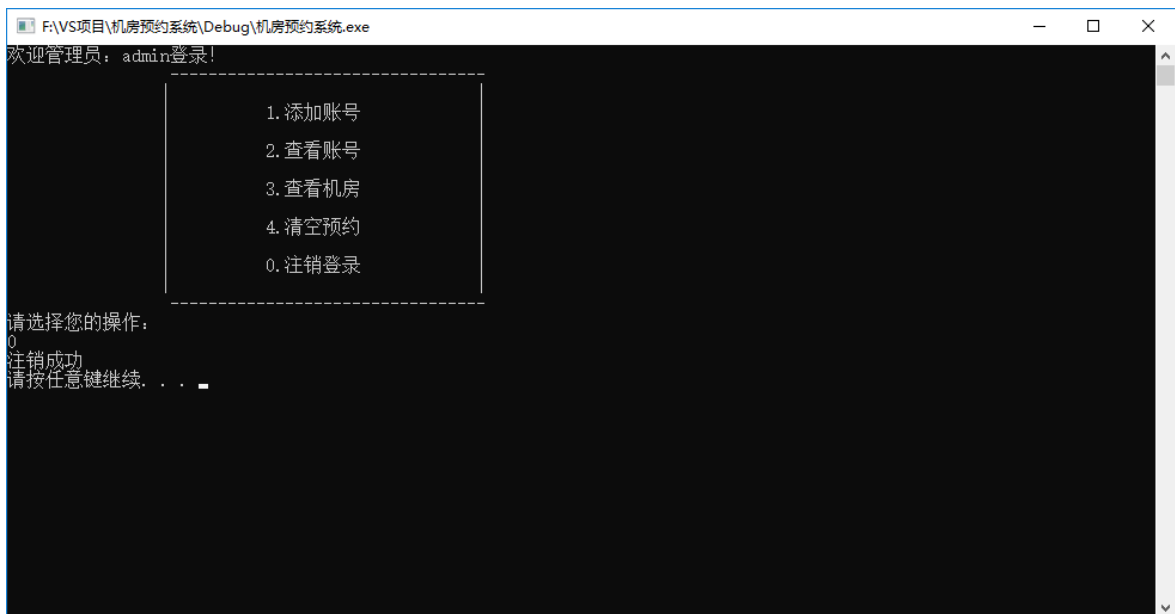 F:\VS项目\机房预约系统\Debug\机房预约系统.exe
欢迎管理员：admin登录！
---------------------------------
1.添加账号
2.查看账号
3.查看机房
4.清空预约
0.注销登录
---------------------------------
请选择您的操作：
0
注销成功
请按任意键继续. . .